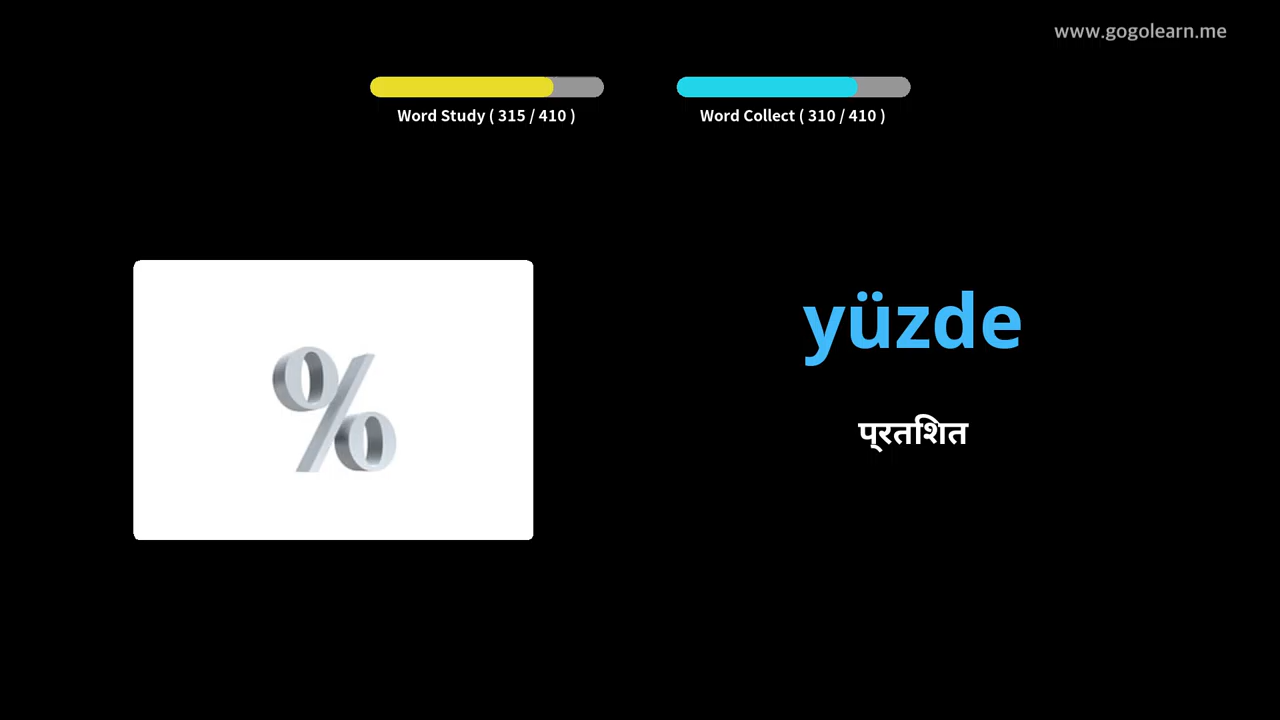 www.gogolearn.me
Word Study ( 315 / 410 )
Word Collect ( 310 / 410 )
%
yüzde
प्रतिशत